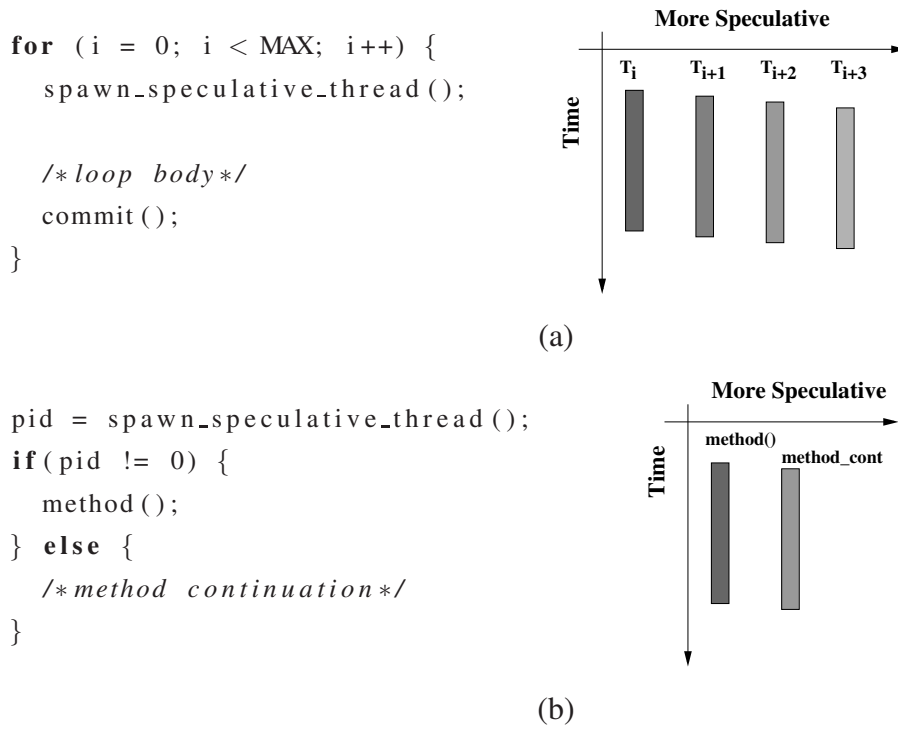 for (i = 0; i < MAX; i++) {
spawn_speculative_thread();
/*loop body*/
commit();
}
More Speculative
Ti Ti+1 Ti+2 Ti+3
Time
(a)
pid = spawn_speculative_thread();
if(pid != 0) {
method();
} else {
/*method continuation*/
}
More Speculative
method()
method_cont
Time
(b)